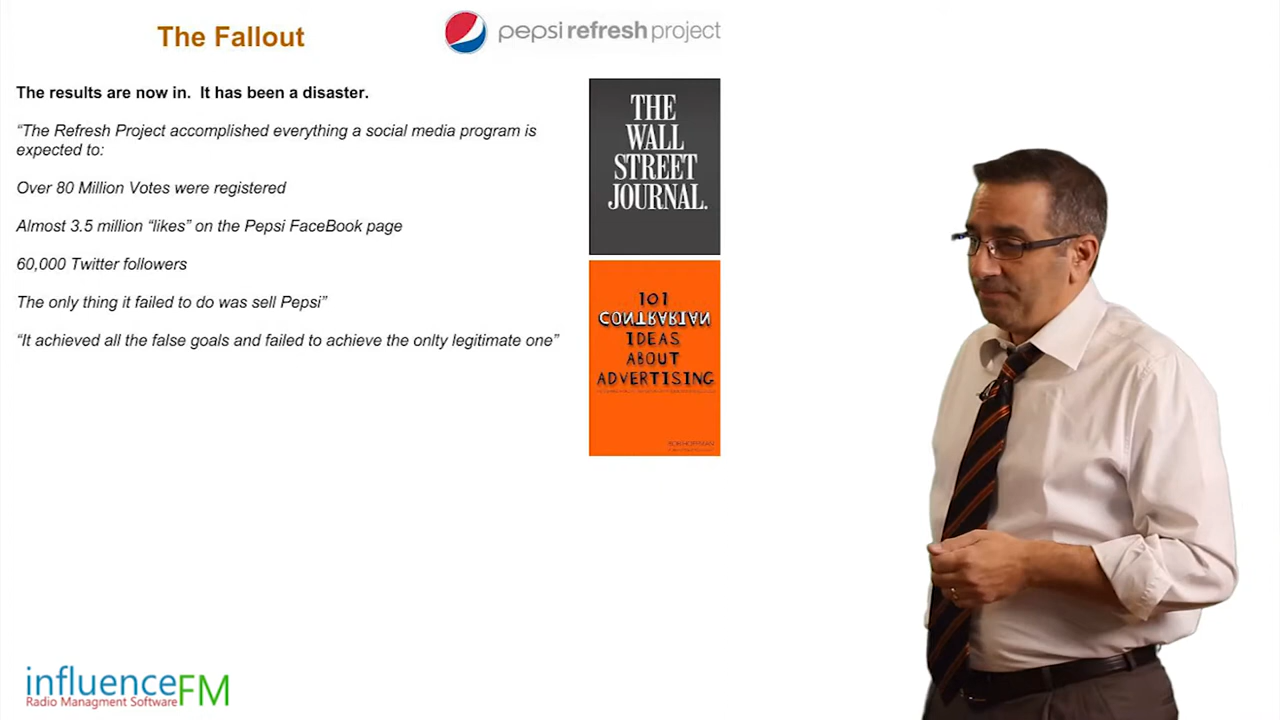 The Fallout
pepsi refresh project
The results are now in. It has been a disaster.
“The Refresh Project accomplished everything a social media program is
expected to:
Over 80 Million Votes were registered
Almost 3.5 million “likes” on the Pepsi FaceBook page
60,000 Twitter followers
The only thing it failed to do was sell Pepsi”
“It achieved all the false goals and failed to achieve the onlty legitimate one”
THE
WALL
STREET
JOURNAL.
101
CONTRARIAN
IDEAS
ABOUT
ADVERTISING
influenceFM
Radio Managment Software